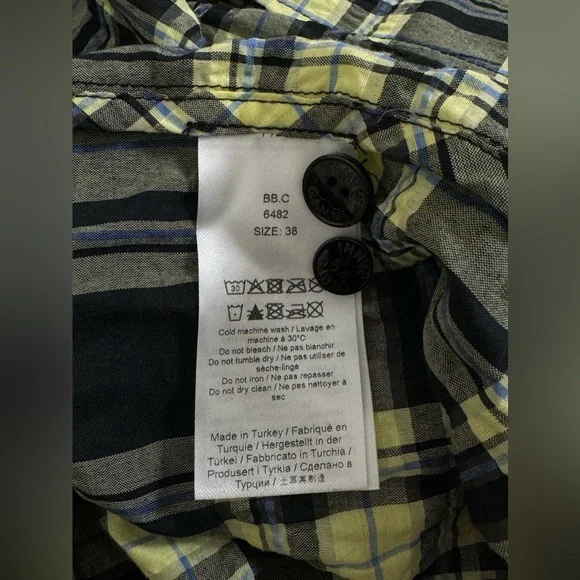 BB.C
6482
SIZE: 38
30
Cold machine wash / Lavage en
machine à 30°C
Do not bleach / Ne pas blanchir
Do not tumble dry / Ne pas utiliser de
sèche-linge
Do not iron / Ne pas repasser
Do not dry clean / Ne pas nettoyer à
sec
Made in Turkey / Fabriqué en
Turquie / Hergestellt in der
Turkei / Fabbricato in Turchia /
Produsert i Tyrkia / Сделано в
Турции / 土耳其制造